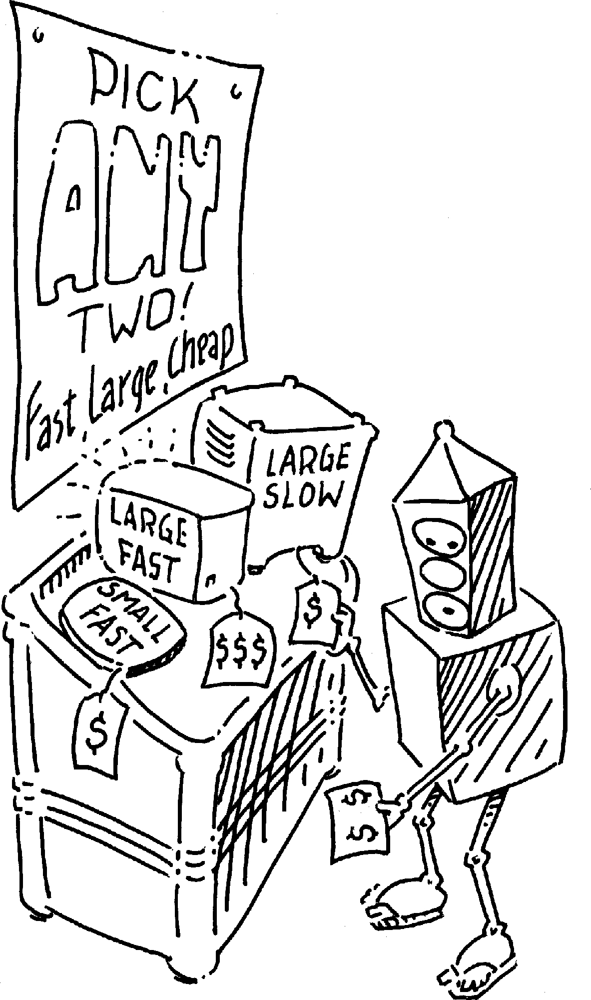 PICK
ANY
TWO!
Fast Large, Cheap
LARGE
SLOW
LARGE
FAST
SMALL
FAST
$
$$$
$
$
$